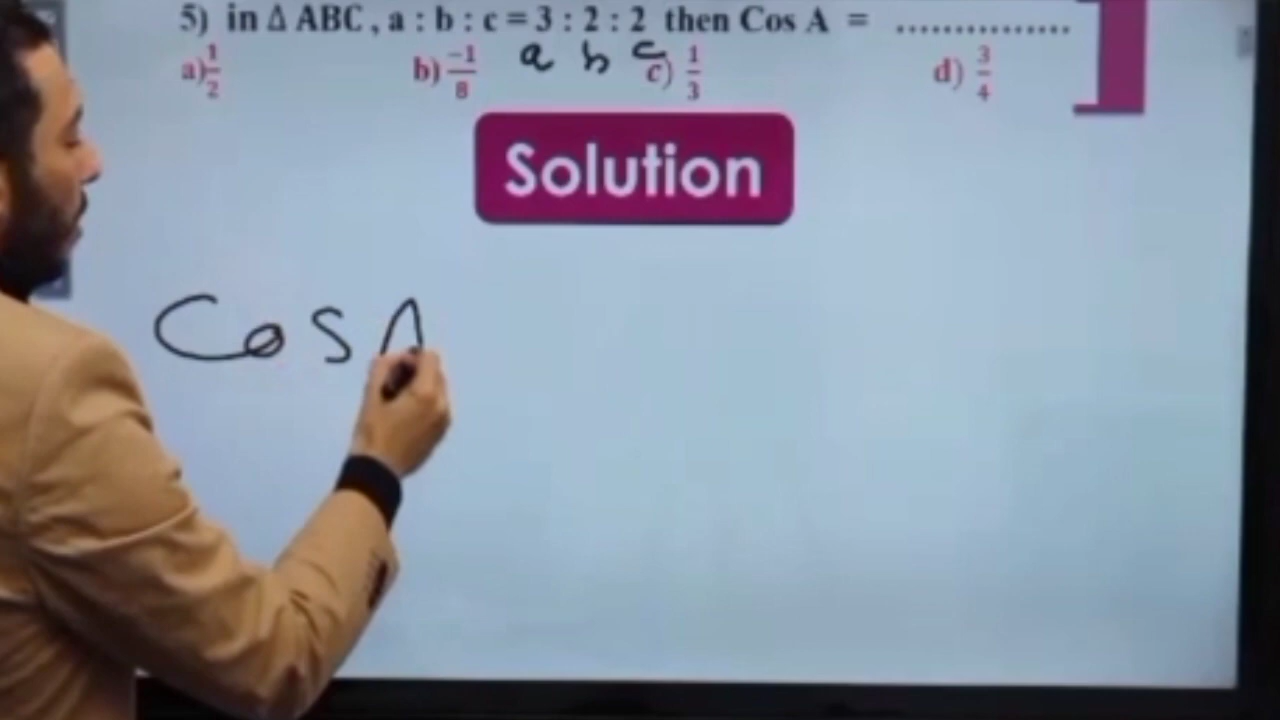 5) in Δ ABC , a : b : c = 3 : 2 : 2 then Cos A = ...............
a b c
a) 1/2 b) -1/8 c) 1/3 d) 3/4
Solution
Cos A